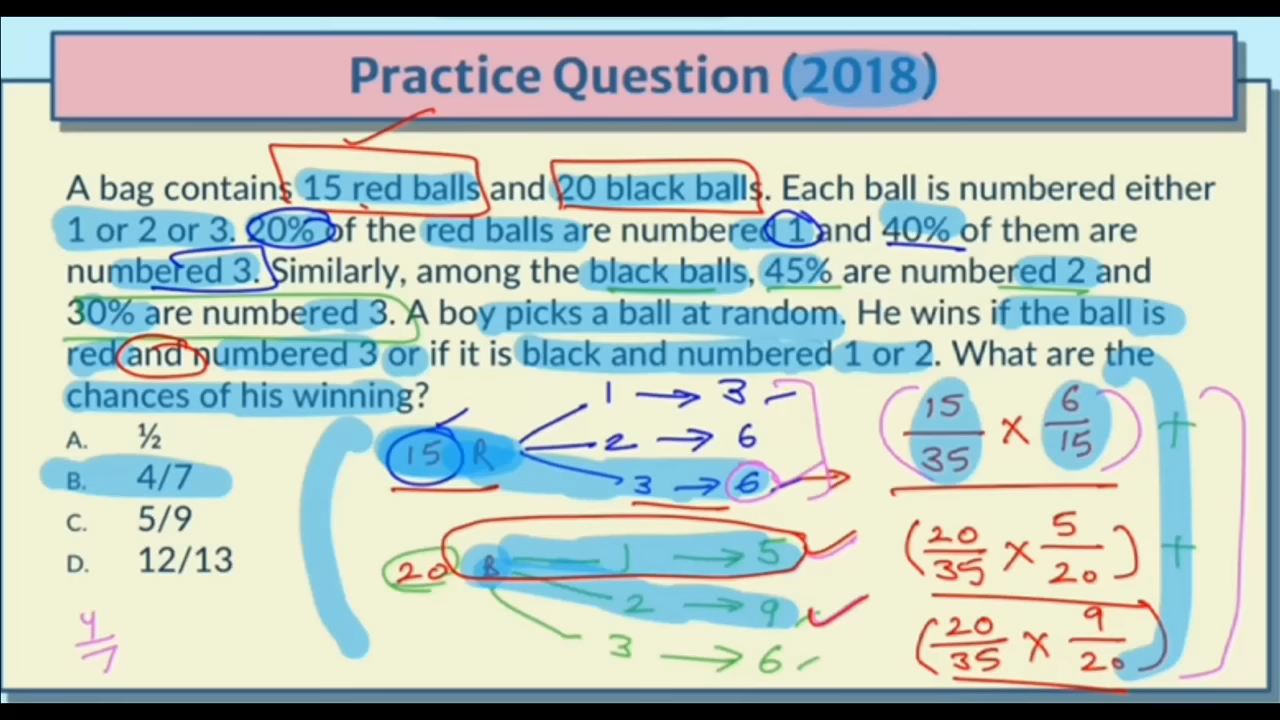 Practice Question (2018)
A bag contains 15 red balls and 20 black balls. Each ball is numbered either
1 or 2 or 3. 20% of the red balls are numbered 1 and 40% of them are
numbered 3. Similarly, among the black balls, 45% are numbered 2 and
30% are numbered 3. A boy picks a ball at random. He wins if the ball is
red and numbered 3 or if it is black and numbered 1 or 2. What are the
chances of his winning?
A. ½
B. 4/7
C. 5/9
D. 12/13
4/7
15 R
1 → 3
2 → 6
3 → 6
20 B
1 → 5
2 → 9
3 → 6
(15/35 × 6/15) +
(20/35 × 5/20) +
(20/35 × 9/20)